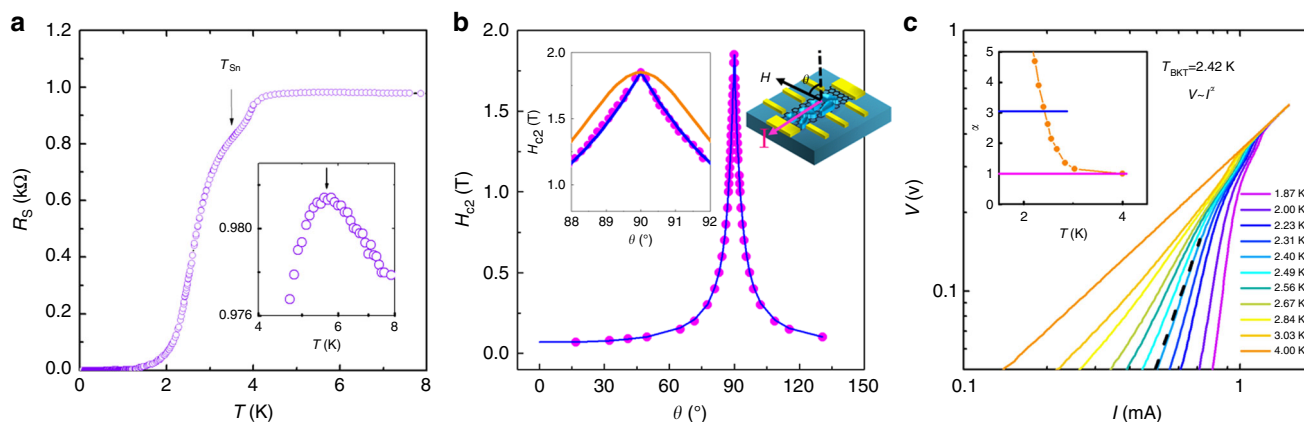 a
1.2
1.0
0.8
0.6
0.4
0.2
0.0
R_S (kΩ)
T_Sn
0.980
0.976
4
6
8
T (K)
0
2
4
6
8
T (K)
b
2.0
1.5
1.0
0.5
0.0
H_c2 (T)
2.0
1.5
1.0
H_c2 (T)
88
89
90
91
92
θ (°)
H
θ
I
0
30
60
90
120
150
θ (°)
c
1
0.1
V (v)
5
4
3
2
1
0
α
2
3
4
T (K)
T_BKT=2.42 K
V~I^α
1.87 K
2.00 K
2.23 K
2.31 K
2.40 K
2.49 K
2.56 K
2.67 K
2.84 K
3.03 K
4.00 K
0.1
1
I (mA)